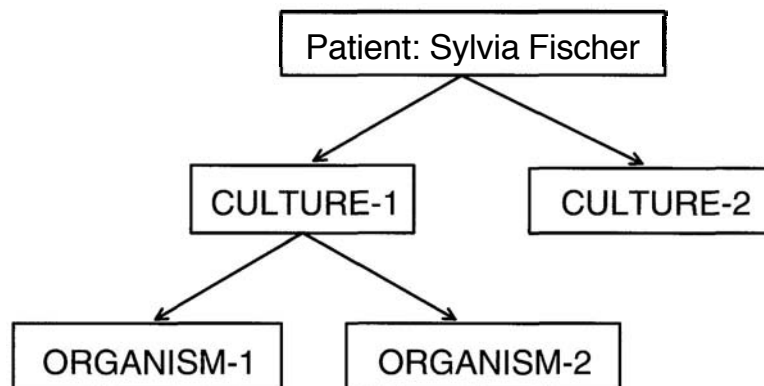 Patient: Sylvia Fischer
CULTURE-1
CULTURE-2
ORGANISM-1
ORGANISM-2